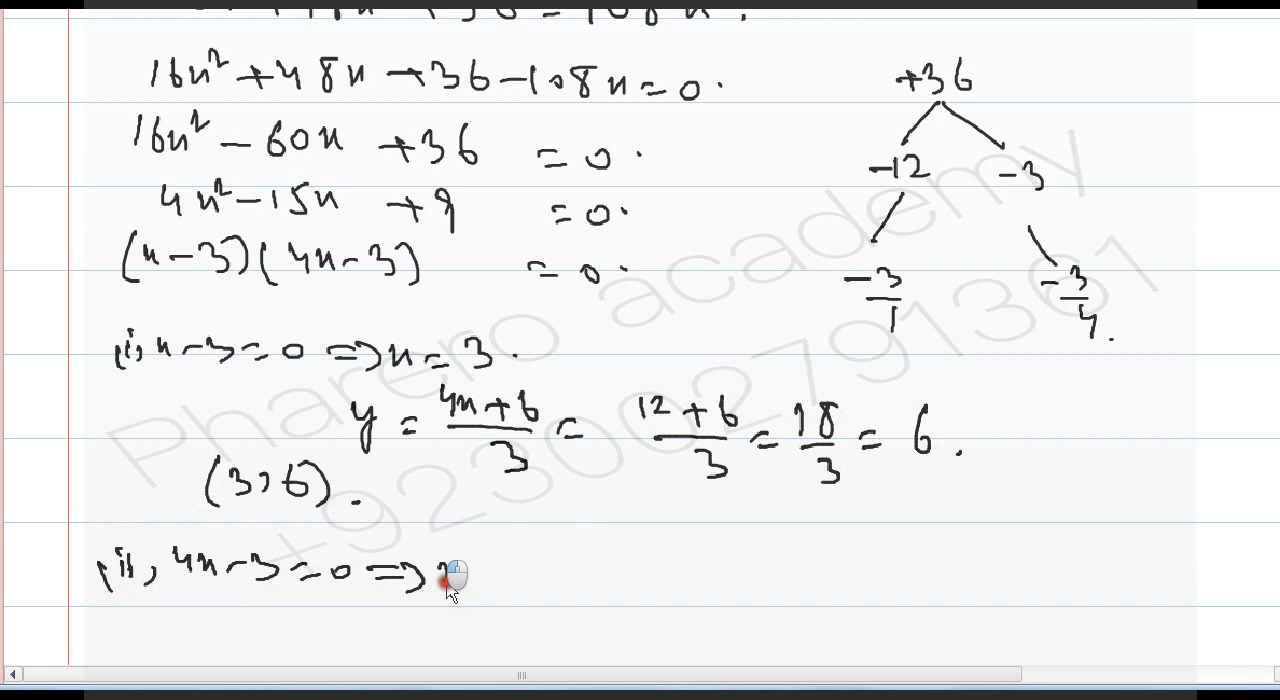 16x² + 48x + 36 - 108x = 0.
16x² - 60x + 36 = 0.
4x² - 15x + 9 = 0.
(x - 3)(4x - 3) = 0.
(i), x - 3 = 0 ⇒ x = 3.
y = (4x + 6)/3 = (12 + 6)/3 = 18/3 = 6.
(3, 6).
(ii), 4x - 3 = 0 ⇒
+36
-12 -3
-3/1 -3/4.
Pharero academy
+923002791361